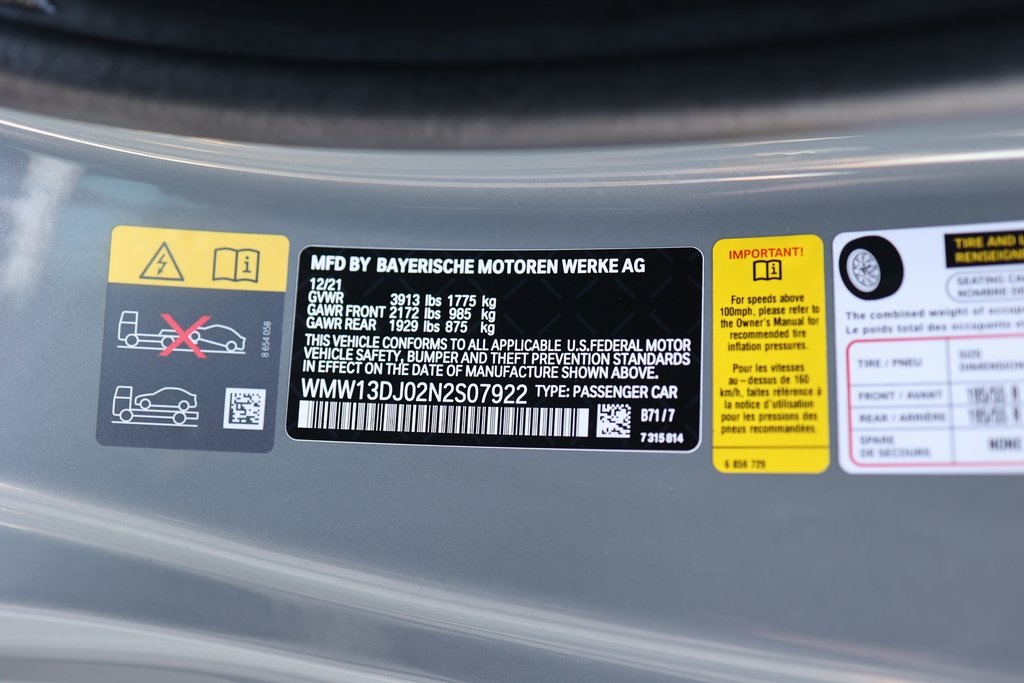 8 654 058
MFD BY BAYERISCHE MOTOREN WERKE AG
12/21
GVWR 3913 lbs 1775 kg
GAWR FRONT 2172 lbs 985 kg
GAWR REAR 1929 lbs 875 kg
THIS VEHICLE CONFORMS TO ALL APPLICABLE U.S.FEDERAL MOTOR
VEHICLE SAFETY, BUMPER AND THEFT PREVENTION STANDARDS
IN EFFECT ON THE DATE OF MANUFACTURE SHOWN ABOVE.
WMW13DJ02N2S07922 TYPE: PASSENGER CAR
B71/7
7315814
IMPORTANT!
For speeds above
100mph, please refer to
the Owner's Manual for
recommended tire
inflation pressures.
Pour les vitesses
au-dessus de 160
km/h, faites référence à
la notice d'utilisation
pour les pressions des
pneus recommandées.
6 859 729
TIRE AND
SEATING
NOMBRE
The combined weight of
Le poids total des occupants
TIRE / PNEU
FRONT / AVANT
REAR / ARRIÈRE
SPARE
DE SECOURS
NONE